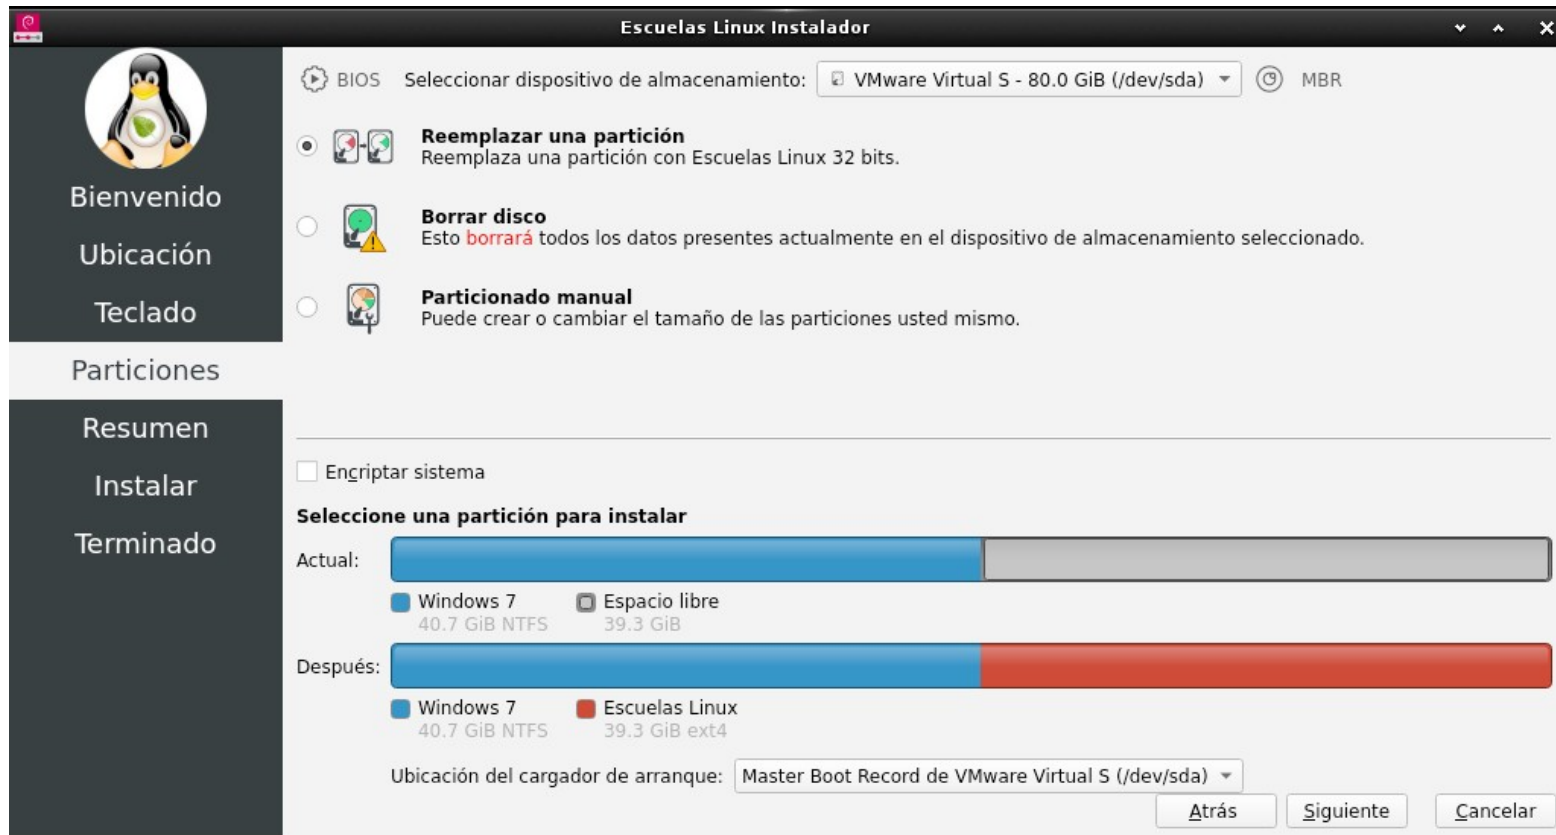 Escuelas Linux Instalador
BIOS Seleccionar dispositivo de almacenamiento: VMware Virtual S - 80.0 GiB (/dev/sda) MBR
Reemplazar una partición
Reemplaza una partición con Escuelas Linux 32 bits.
Borrar disco
Esto borrará todos los datos presentes actualmente en el dispositivo de almacenamiento seleccionado.
Particionado manual
Puede crear o cambiar el tamaño de las particiones usted mismo.
Bienvenido
Ubicación
Teclado
Particiones
Resumen
Instalar
Terminado
Encriptar sistema
Seleccione una partición para instalar
Actual:
Windows 7 Espacio libre
40.7 GiB NTFS 39.3 GiB
Después:
Windows 7 Escuelas Linux
40.7 GiB NTFS 39.3 GiB ext4
Ubicación del cargador de arranque: Master Boot Record de VMware Virtual S (/dev/sda)
Atrás Siguiente Cancelar